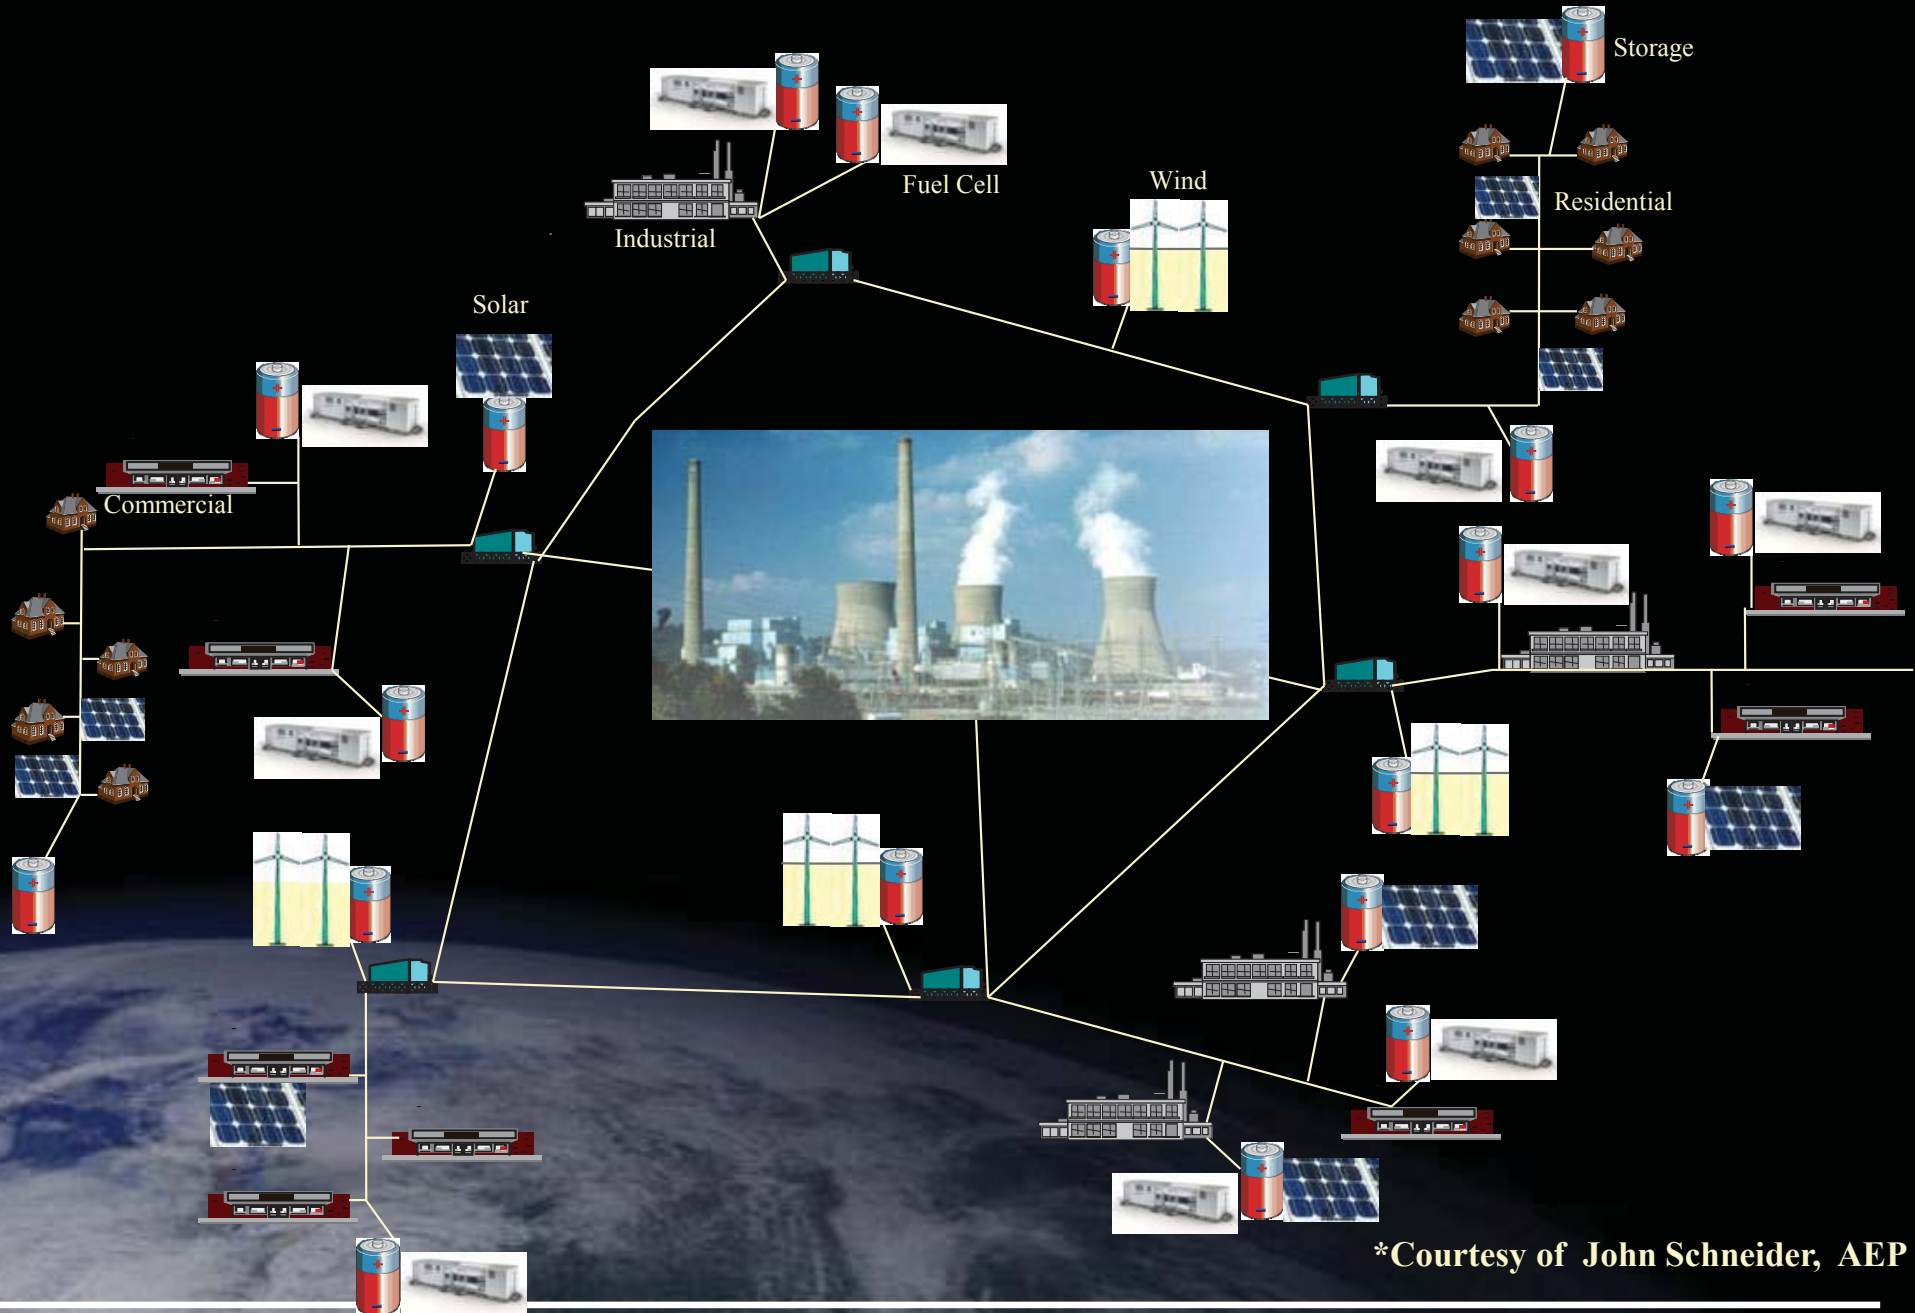 Storage
Fuel Cell
Wind
Residential
Industrial
Solar
Commercial
*Courtesy of John Schneider, AEP